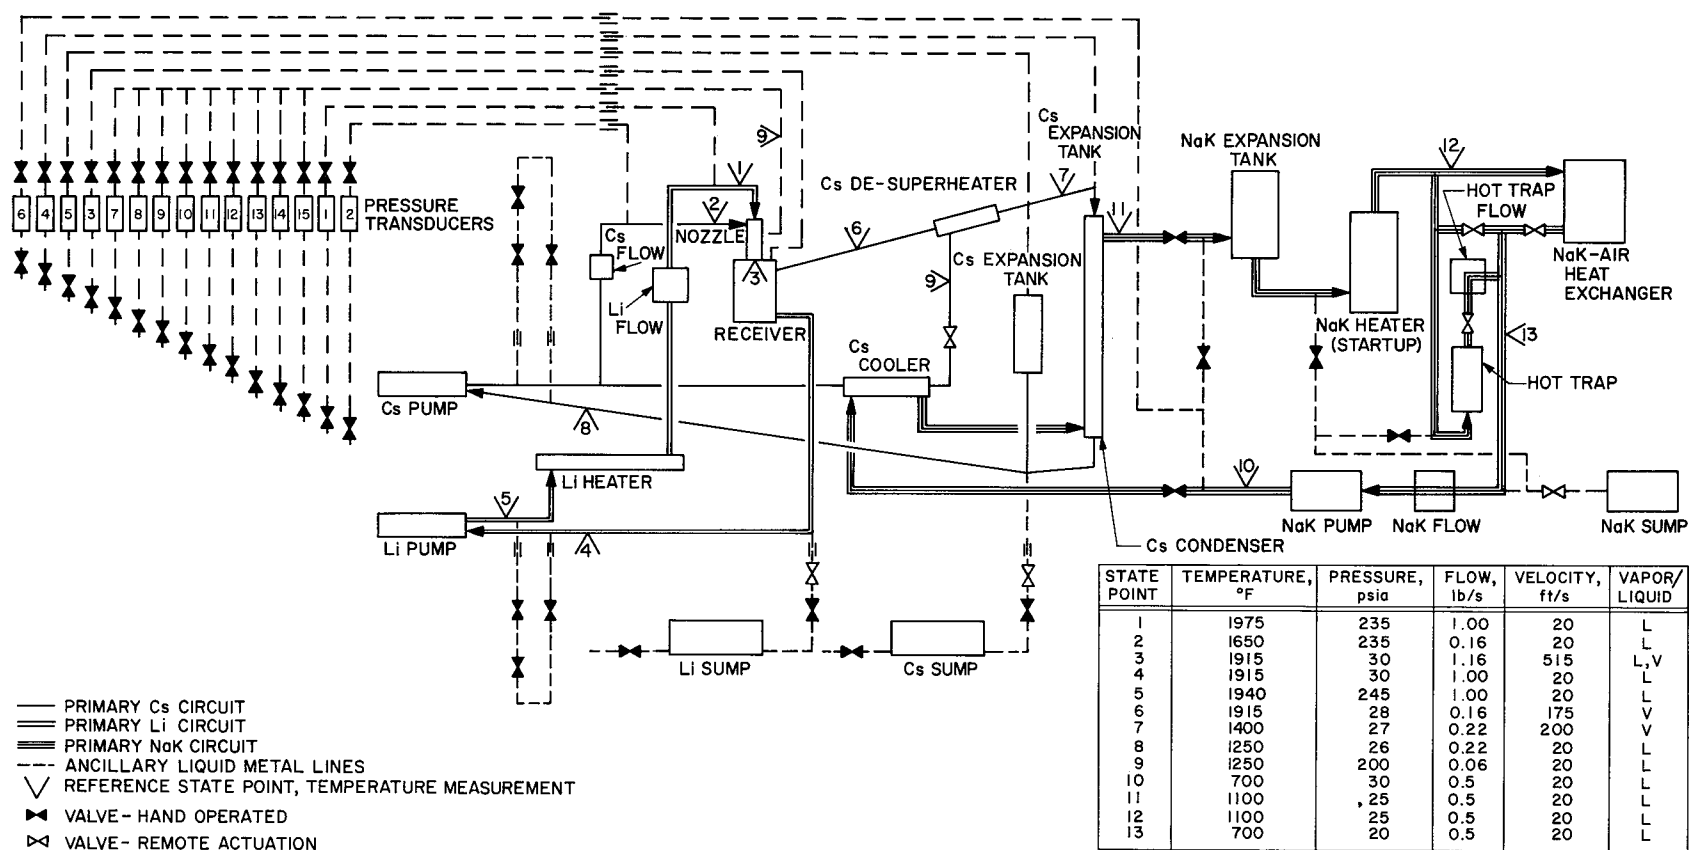 6 4 5 3 7 8 9 10 11 12 13 14 15 1 2
PRESSURE
TRANSDUCERS
Cs
FLOW
Li
FLOW
1
2
NOZZLE
3
RECEIVER
9
6
Cs DE-SUPERHEATER
7
Cs
EXPANSION
TANK
11
NaK EXPANSION
TANK
12
HOT TRAP
FLOW
NaK-AIR
HEAT
EXCHANGER
Cs EXPANSION
TANK
9
NaK HEATER
(STARTUP)
13
HOT TRAP
Cs
COOLER
Cs PUMP
8
Li HEATER
5
Li PUMP
4
10
NaK PUMP
NaK FLOW
NaK SUMP
Cs CONDENSER
Li SUMP
Cs SUMP
PRIMARY Cs CIRCUIT
PRIMARY Li CIRCUIT
PRIMARY NaK CIRCUIT
ANCILLARY LIQUID METAL LINES
REFERENCE STATE POINT, TEMPERATURE MEASUREMENT
VALVE-HAND OPERATED
VALVE-REMOTE ACTUATION
STATE POINT TEMPERATURE, °F PRESSURE, psia FLOW, lb/s VELOCITY, ft/s VAPOR/ LIQUID
1 1975 235 1.00 20 L
2 1650 235 0.16 20 L
3 1915 30 1.16 515 L,V
4 1915 30 1.00 20 L
5 1940 245 1.00 20 L
6 1915 28 0.16 175 V
7 1400 27 0.22 200 V
8 1250 26 0.22 20 L
9 1250 200 0.06 20 L
10 700 30 0.5 20 L
11 1100 25 0.5 20 L
12 1100 25 0.5 20 L
13 700 20 0.5 20 L